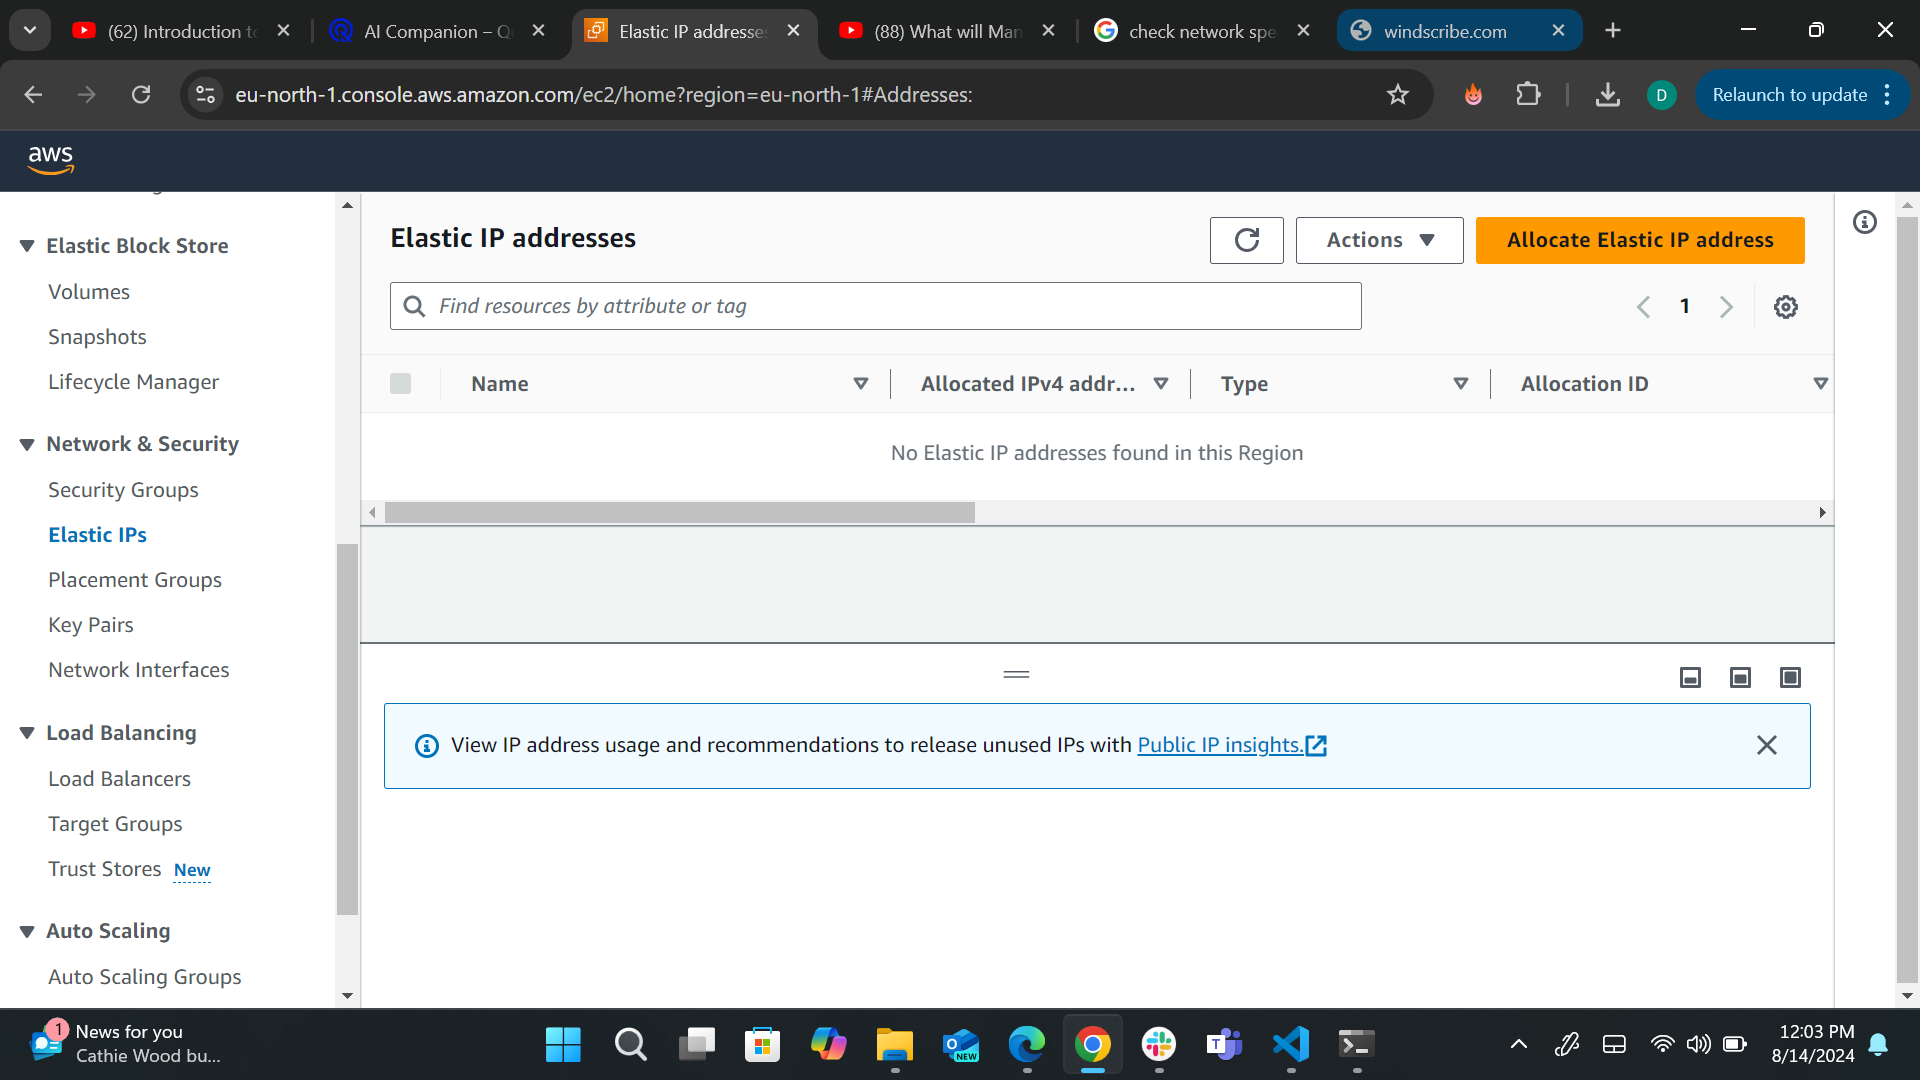 (62) Introduction to
AI Companion – Q
Elastic IP addresses
(88) What will Man
check network spe
windscribe.com
eu-north-1.console.aws.amazon.com/ec2/home?region=eu-north-1#Addresses:
D
Relaunch to update
aws
Elastic Block Store
Volumes
Snapshots
Lifecycle Manager
Network & Security
Security Groups
Elastic IPs
Placement Groups
Key Pairs
Network Interfaces
Load Balancing
Load Balancers
Target Groups
Trust Stores New
Auto Scaling
Auto Scaling Groups
Elastic IP addresses
Actions
Allocate Elastic IP address
Find resources by attribute or tag
1
Name
Allocated IPv4 addr...
Type
Allocation ID
No Elastic IP addresses found in this Region
View IP address usage and recommendations to release unused IPs with Public IP insights.
1
News for you
Cathie Wood bu...
NEW
12:03 PM
8/14/2024